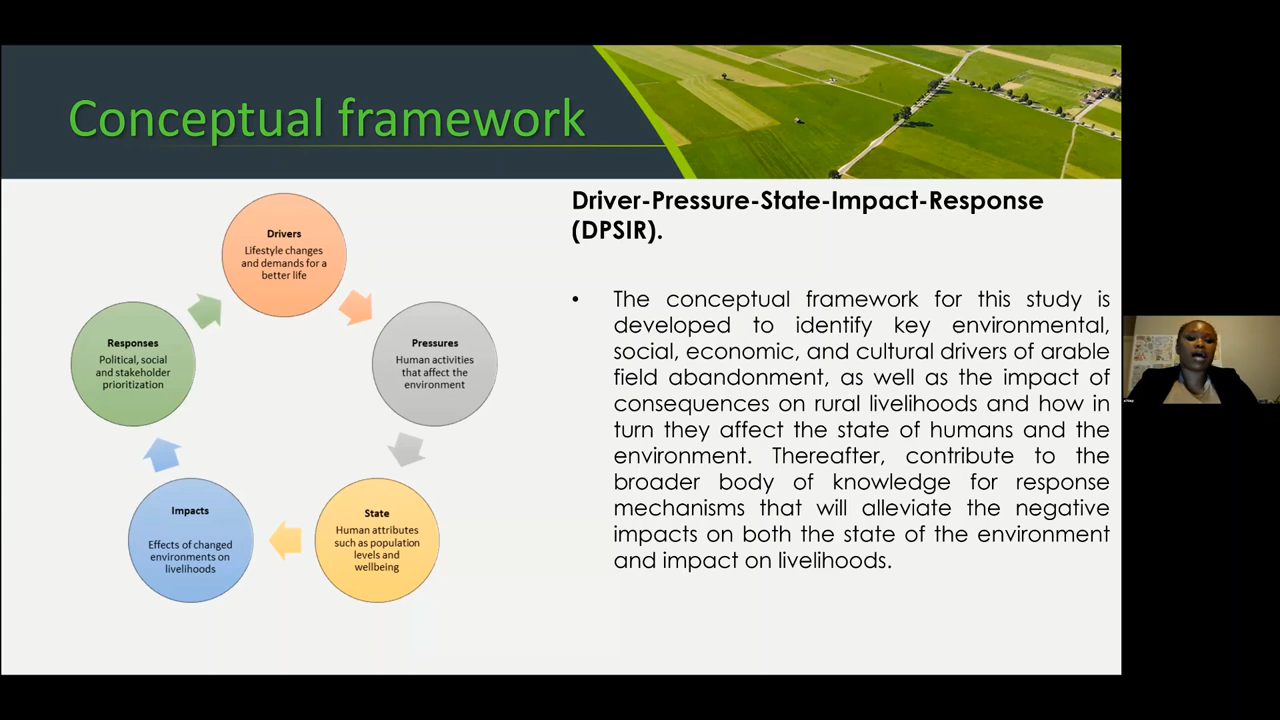 Conceptual framework
Drivers
Lifestyle changes
and demands for a
better life
Pressures
Human activities
that affect the
environment
State
Human attributes
such as population
levels and
wellbeing
Impacts
Effects of changed
environments on
livelihoods
Responses
Political, social
and stakeholder
prioritization
Driver-Pressure-State-Impact-Response
(DPSIR).
• The conceptual framework for this study is
developed to identify key environmental,
social, economic, and cultural drivers of arable
field abandonment, as well as the impact of
consequences on rural livelihoods and how in
turn they affect the state of humans and the
environment. Thereafter, contribute to the
broader body of knowledge for response
mechanisms that will alleviate the negative
impacts on both the state of the environment
and impact on livelihoods.